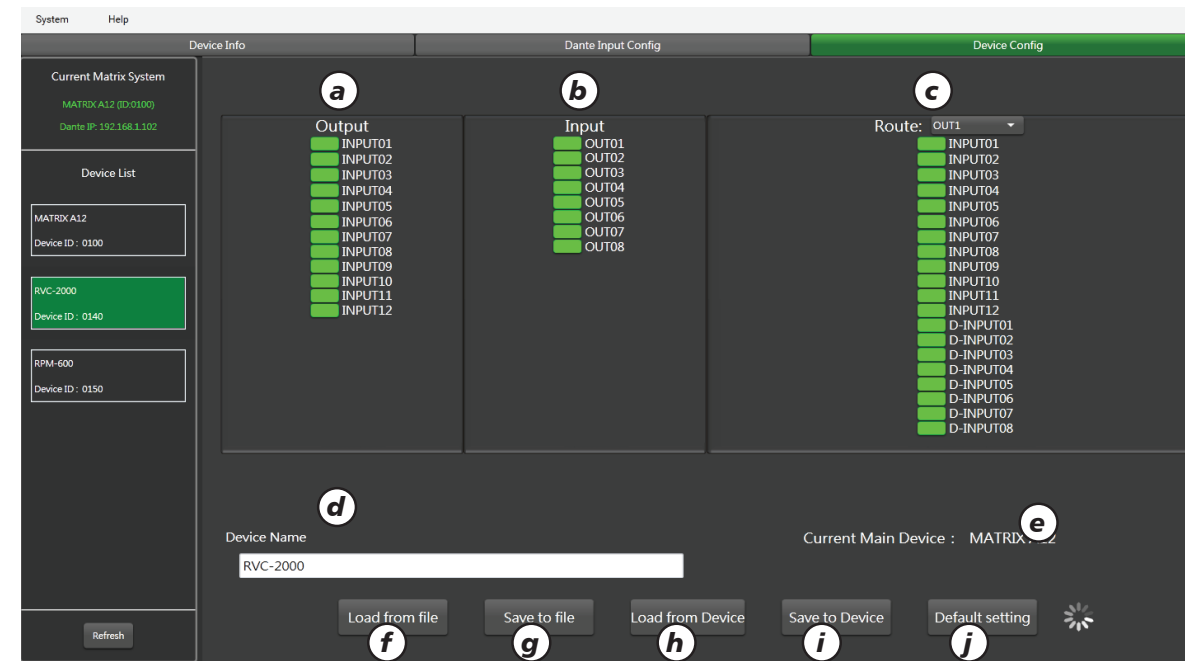 System Help
Device Info Dante Input Config Device Config
Current Matrix System
MATRIX A12 (ID:0100)
Dante IP: 192.168.1.102
Device List
MATRIX A12
Device ID : 0100
RVC-2000
Device ID : 0140
RPM-600
Device ID : 0150
Refresh
a
Output
INPUT01
INPUT02
INPUT03
INPUT04
INPUT05
INPUT06
INPUT07
INPUT08
INPUT09
INPUT10
INPUT11
INPUT12
b
Input
OUT01
OUT02
OUT03
OUT04
OUT05
OUT06
OUT07
OUT08
c
Route: OUT1
INPUT01
INPUT02
INPUT03
INPUT04
INPUT05
INPUT06
INPUT07
INPUT08
INPUT09
INPUT10
INPUT11
INPUT12
D-INPUT01
D-INPUT02
D-INPUT03
D-INPUT04
D-INPUT05
D-INPUT06
D-INPUT07
D-INPUT08
d
Device Name
RVC-2000
e
Current Main Device : MATRIX A12
Load from file Save to file Load from Device Save to Device Default setting
f g h i j